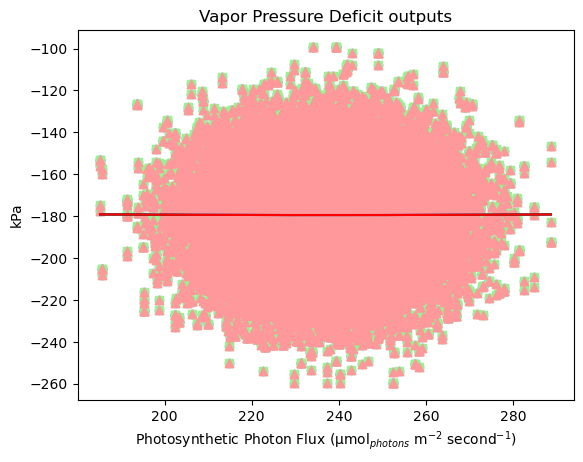 Vapor Pressure Deficit outputs
−100
−120
−140
−160
−180
−200
−220
−240
−260
kPa
200 220 240 260 280
Photosynthetic Photon Flux (μmol$_{photons}$ m$^{−2}$ second$^{−1}$)